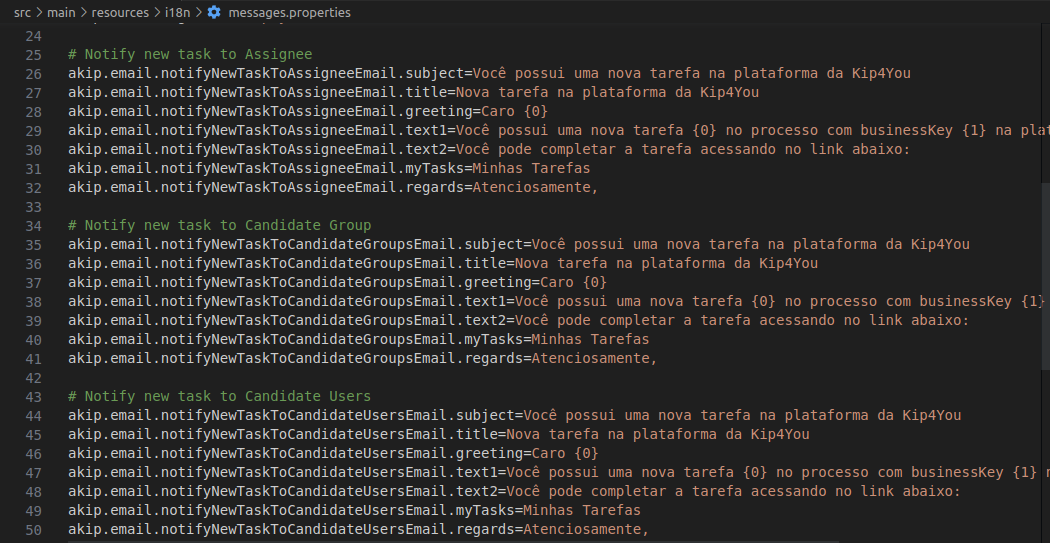 src > main > resources > i18n > messages.properties
24
25 # Notify new task to Assignee
26 akip.email.notifyNewTaskToAssigneeEmail.subject=Você possui uma nova tarefa na plataforma da Kip4You
27 akip.email.notifyNewTaskToAssigneeEmail.title=Nova tarefa na plataforma da Kip4You
28 akip.email.notifyNewTaskToAssigneeEmail.greeting=Caro {0}
29 akip.email.notifyNewTaskToAssigneeEmail.text1=Você possui uma nova tarefa {0} no processo com businessKey {1} na plat
30 akip.email.notifyNewTaskToAssigneeEmail.text2=Você pode completar a tarefa acessando no link abaixo:
31 akip.email.notifyNewTaskToAssigneeEmail.myTasks=Minhas Tarefas
32 akip.email.notifyNewTaskToAssigneeEmail.regards=Atenciosamente,
33
34 # Notify new task to Candidate Group
35 akip.email.notifyNewTaskToCandidateGroupsEmail.subject=Você possui uma nova tarefa na plataforma da Kip4You
36 akip.email.notifyNewTaskToCandidateGroupsEmail.title=Nova tarefa na plataforma da Kip4You
37 akip.email.notifyNewTaskToCandidateGroupsEmail.greeting=Caro {0}
38 akip.email.notifyNewTaskToCandidateGroupsEmail.text1=Você possui uma nova tarefa {0} no processo com businessKey {1}
39 akip.email.notifyNewTaskToCandidateGroupsEmail.text2=Você pode completar a tarefa acessando no link abaixo:
40 akip.email.notifyNewTaskToCandidateGroupsEmail.myTasks=Minhas Tarefas
41 akip.email.notifyNewTaskToCandidateGroupsEmail.regards=Atenciosamente,
42
43 # Notify new task to Candidate Users
44 akip.email.notifyNewTaskToCandidateUsersEmail.subject=Você possui uma nova tarefa na plataforma da Kip4You
45 akip.email.notifyNewTaskToCandidateUsersEmail.title=Nova tarefa na plataforma da Kip4You
46 akip.email.notifyNewTaskToCandidateUsersEmail.greeting=Caro {0}
47 akip.email.notifyNewTaskToCandidateUsersEmail.text1=Você possui uma nova tarefa {0} no processo com businessKey {1}
48 akip.email.notifyNewTaskToCandidateUsersEmail.text2=Você pode completar a tarefa acessando no link abaixo:
49 akip.email.notifyNewTaskToCandidateUsersEmail.myTasks=Minhas Tarefas
50 akip.email.notifyNewTaskToCandidateUsersEmail.regards=Atenciosamente,